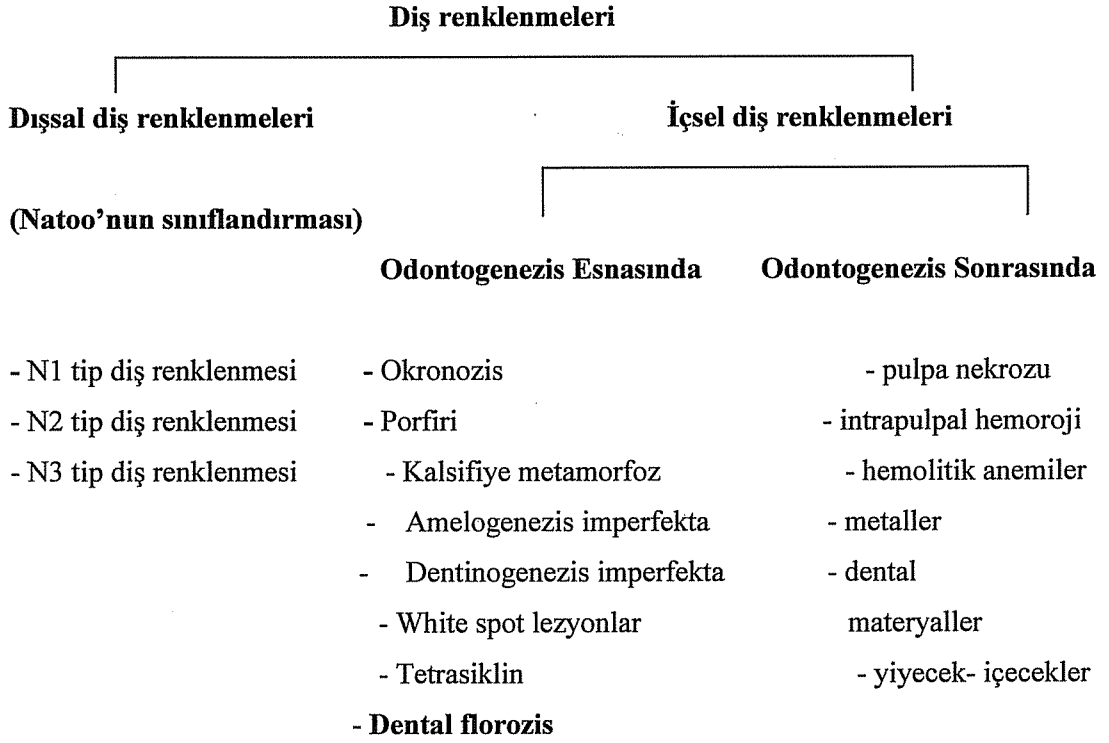 Diş renklenmeleri
Dışsal diş renklenmeleri
İçsel diş renklenmeleri
(Natoo’nun sınıflandırması)
Odontogenezis Esnasında
Odontogenezis Sonrasında
- N1 tip diş renklenmesi
- N2 tip diş renklenmesi
- N3 tip diş renklenmesi
- Okronozis
- Porfiri
- Kalsifiye metamorfoz
- Amelogenezis imperfekta
- Dentinogenezis imperfekta
- White spot lezyonlar
- Tetrasiklin
- Dental florozis
- pulpa nekrozu
- intrapulpal hemoroji
- hemolitik anemiler
- metaller
- dental
materyaller
- yiyecek- içecekler